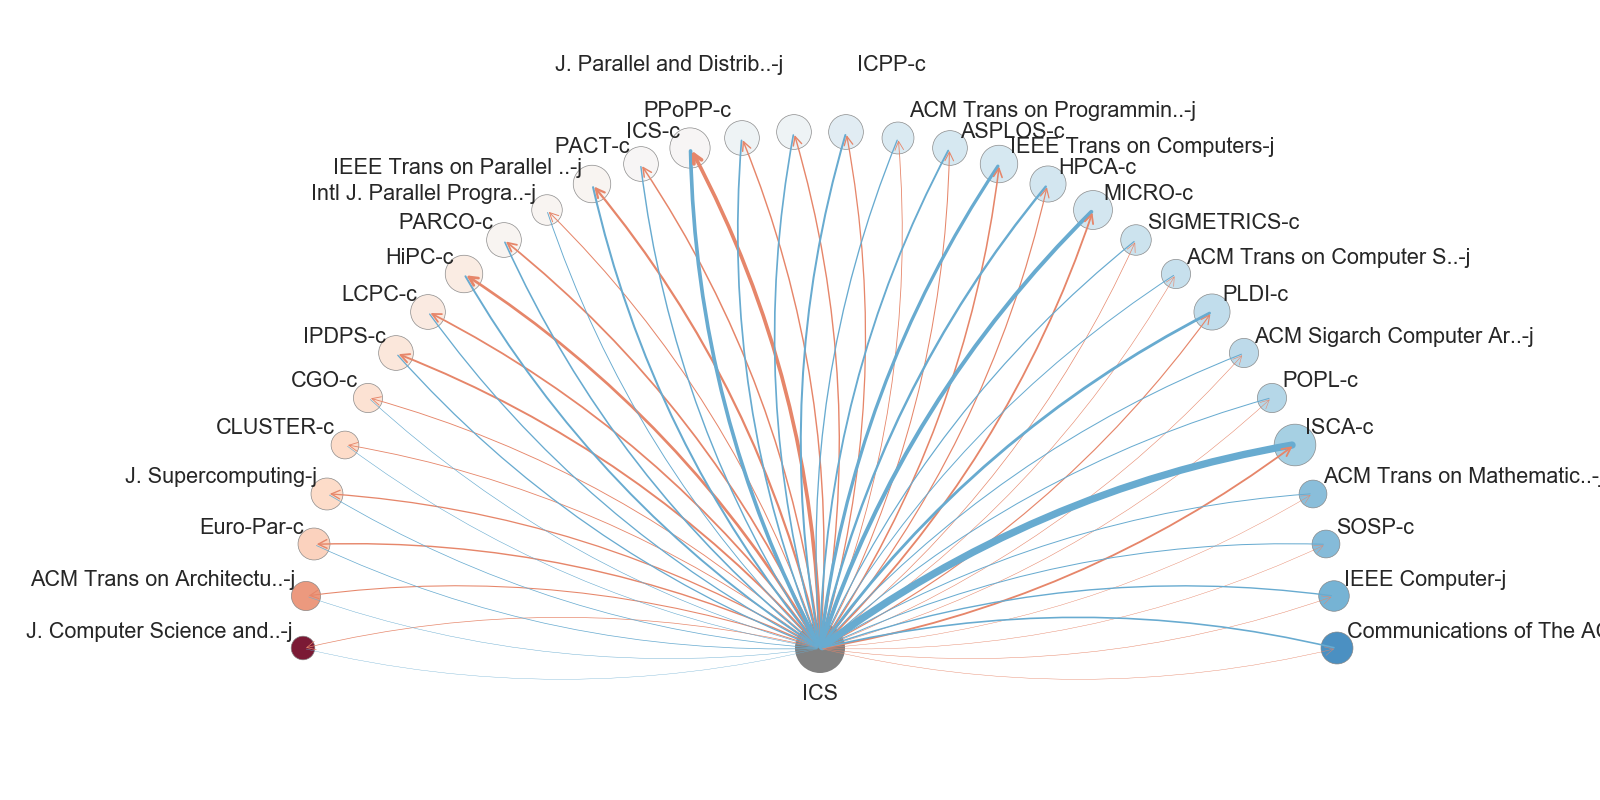 J. Parallel and Distrib..-j
ICPP-c
PPoPP-c
ACM Trans on Programmin..-j
ICS-c
ASPLOS-c
PACT-c
IEEE Trans on Computers-j
IEEE Trans on Parallel ..-j
HPCA-c
Intl J. Parallel Progra..-j
MICRO-c
PARCO-c
SIGMETRICS-c
HiPC-c
ACM Trans on Computer S..-j
LCPC-c
PLDI-c
IPDPS-c
ACM Sigarch Computer Ar..-j
CGO-c
POPL-c
CLUSTER-c
ISCA-c
J. Supercomputing-j
ACM Trans on Mathematic..-j
Euro-Par-c
SOSP-c
ACM Trans on Architectu..-j
IEEE Computer-j
J. Computer Science and..-j
Communications of The AC
ICS